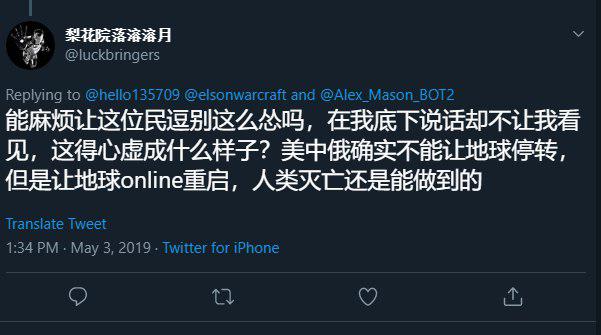 梨花院落溶溶月
@luckbringers
Replying to @hello135709 @elsonwarcraft and @Alex_Mason_BOT2
能麻烦让这位民逗别这么怂吗，在我底下说话却不让我看
见，这得心虚成什么样子？美中俄确实不能让地球停转，
但是让地球online重启，人类灭亡还是能做到的
Translate Tweet
1:34 PM · May 3, 2019 · Twitter for iPhone